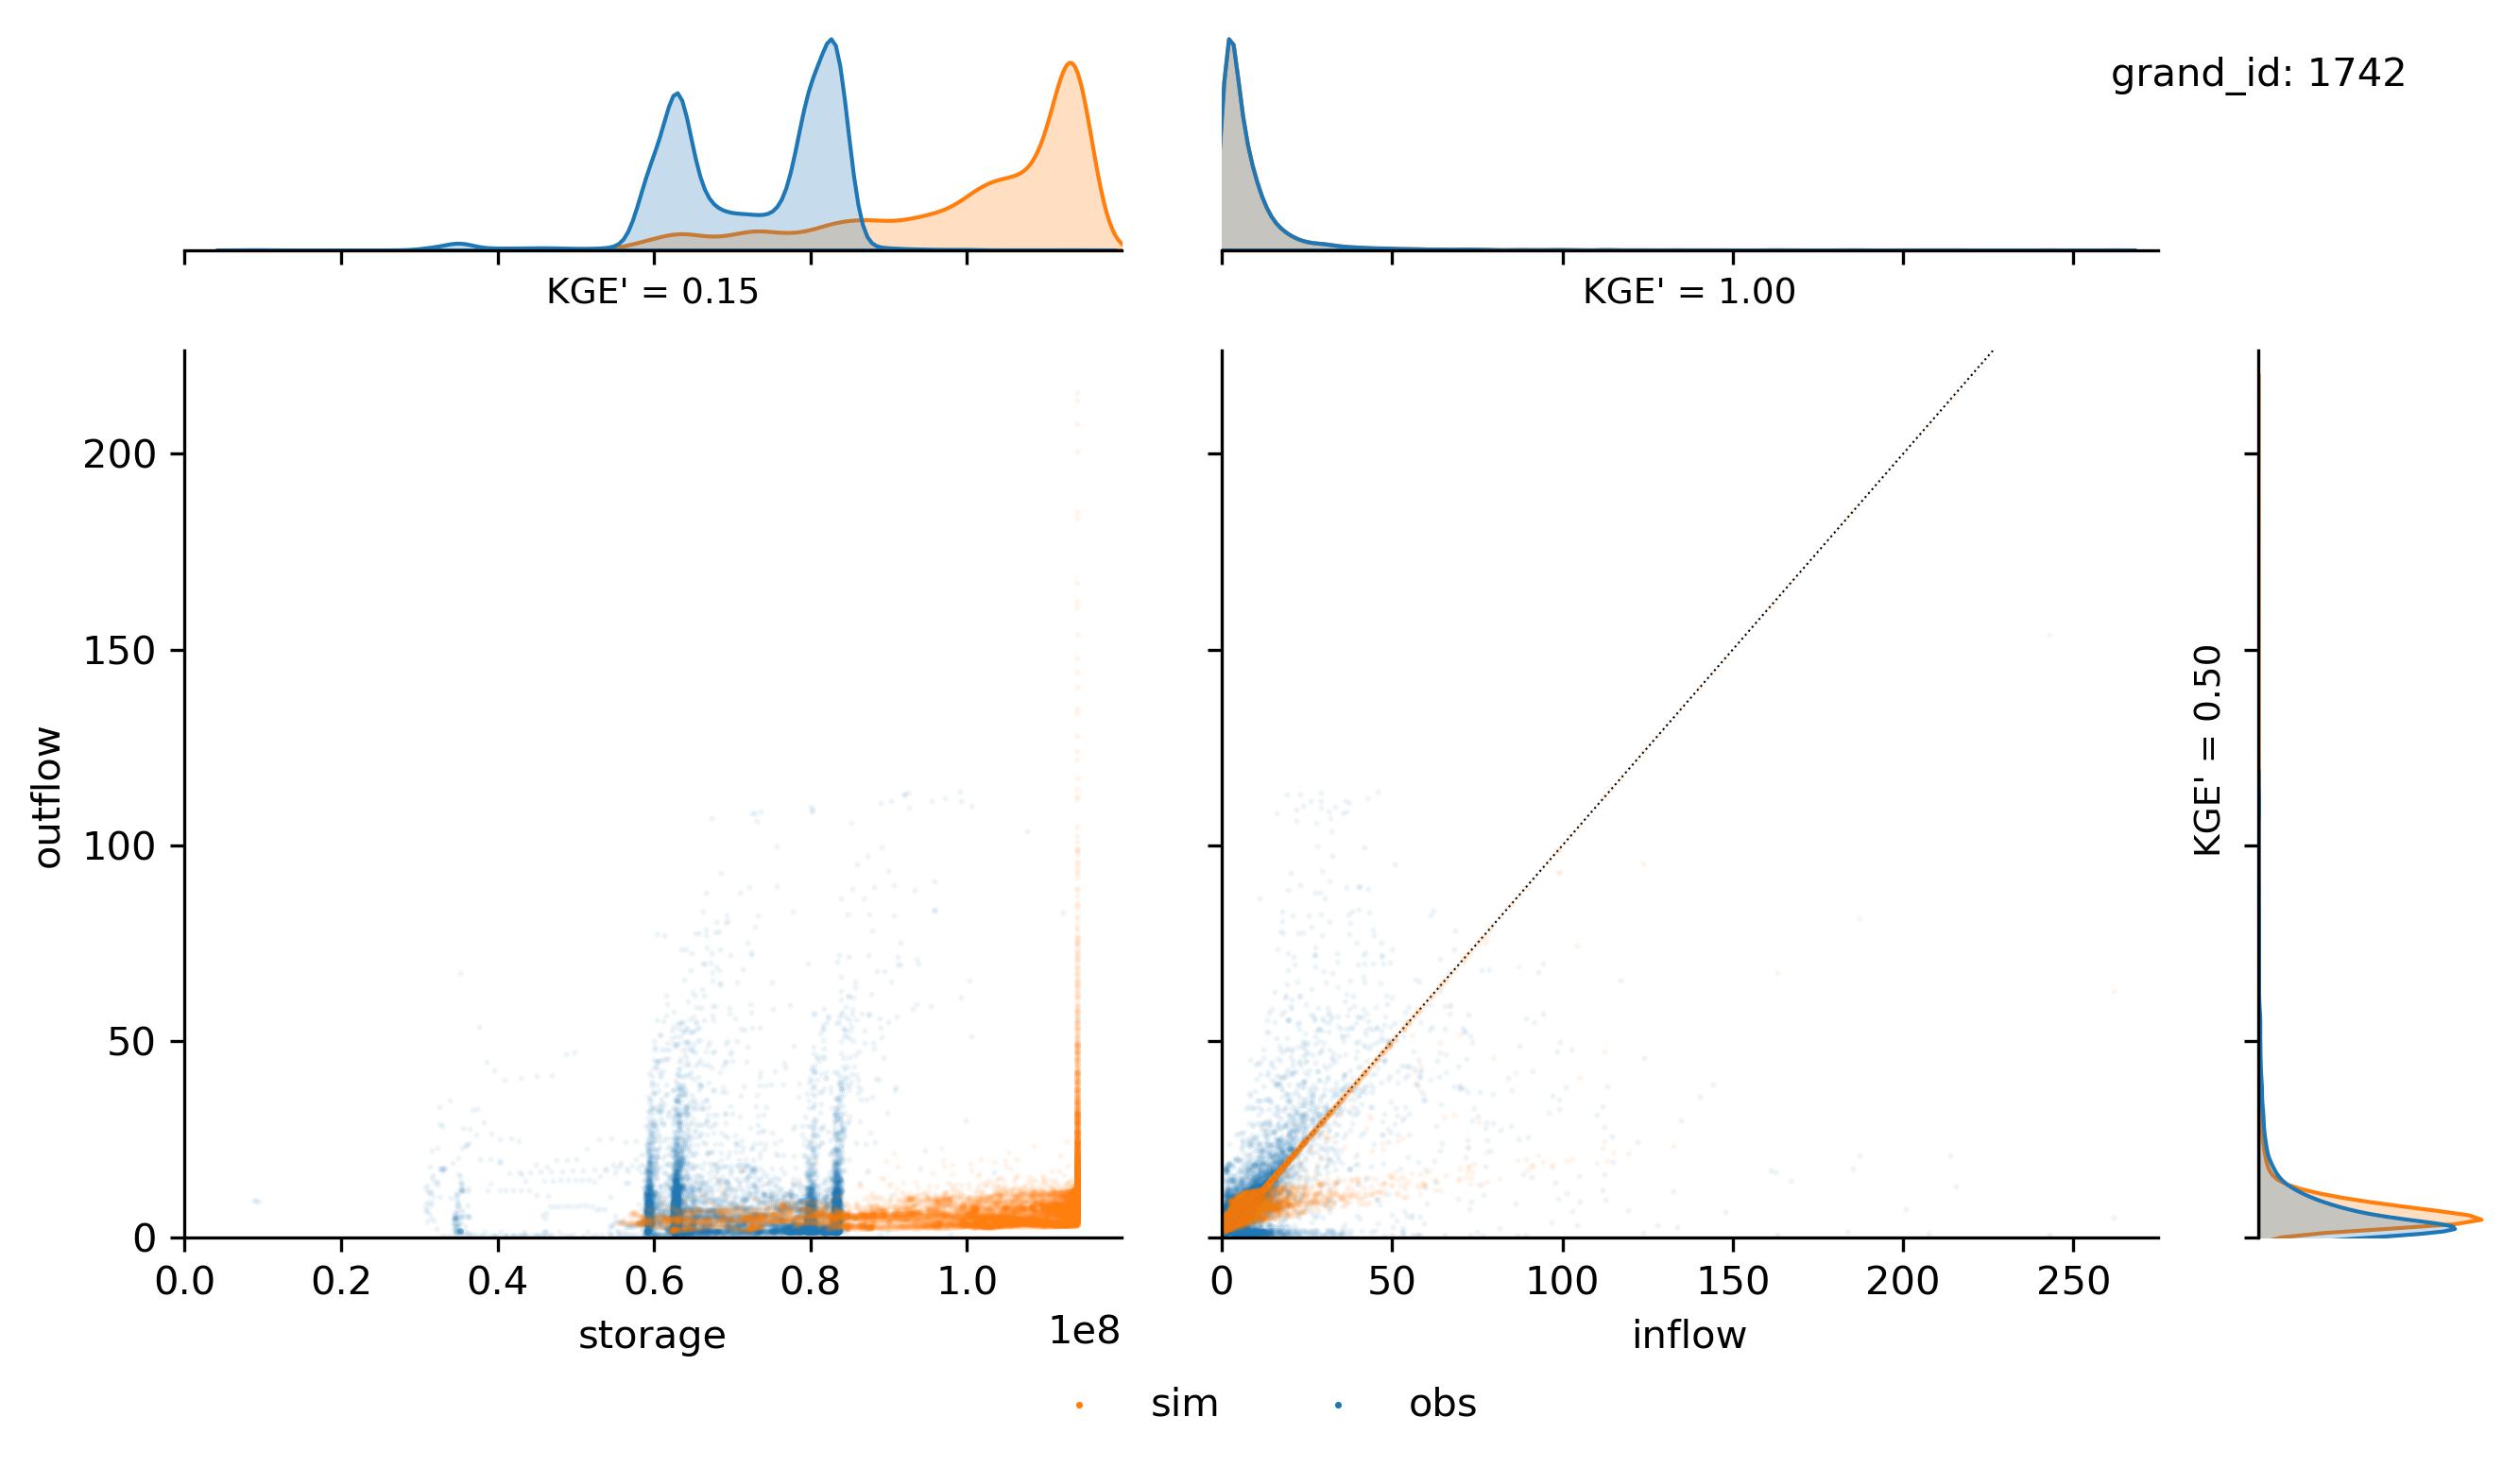 grand_id: 1742
KGE' = 0.15
KGE' = 1.00
outflow
200
150
100
50
0
KGE' = 0.50
0.0 0.2 0.4 0.6 0.8 1.0
0 50 100 150 200 250
storage
1e8
inflow
sim
obs